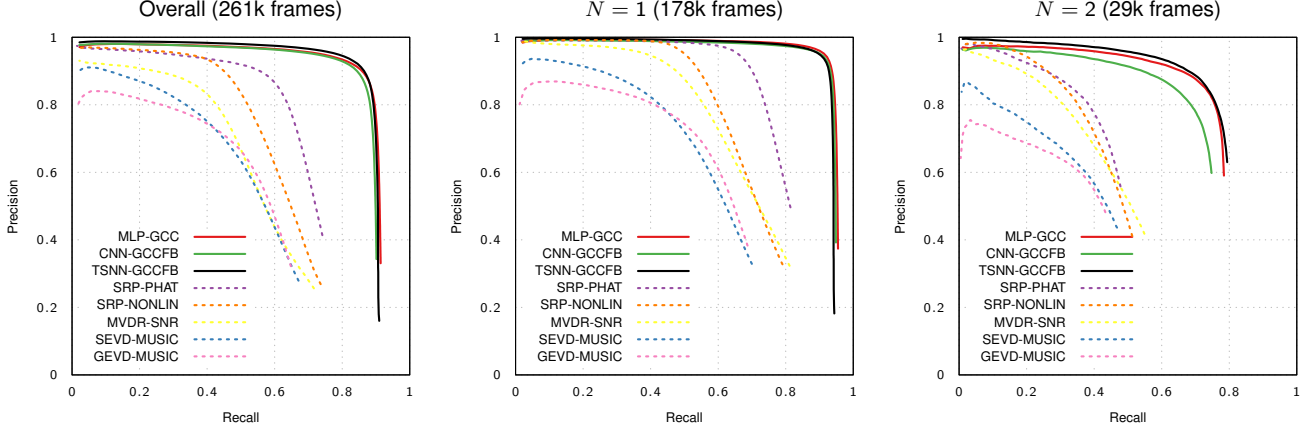 Overall (261k frames)
1
0.8
0.6
0.4
0.2
0
Precision
MLP-GCC
CNN-GCCFB
TSNN-GCCFB
SRP-PHAT
SRP-NONLIN
MVDR-SNR
SEVD-MUSIC
GEVD-MUSIC
0 0.2 0.4 0.6 0.8 1
Recall
N = 1 (178k frames)
1
0.8
0.6
0.4
0.2
0
Precision
MLP-GCC
CNN-GCCFB
TSNN-GCCFB
SRP-PHAT
SRP-NONLIN
MVDR-SNR
SEVD-MUSIC
GEVD-MUSIC
0 0.2 0.4 0.6 0.8 1
Recall
N = 2 (29k frames)
1
0.8
0.6
0.4
0.2
0
Precision
MLP-GCC
CNN-GCCFB
TSNN-GCCFB
SRP-PHAT
SRP-NONLIN
MVDR-SNR
SEVD-MUSIC
GEVD-MUSIC
0 0.2 0.4 0.6 0.8 1
Recall